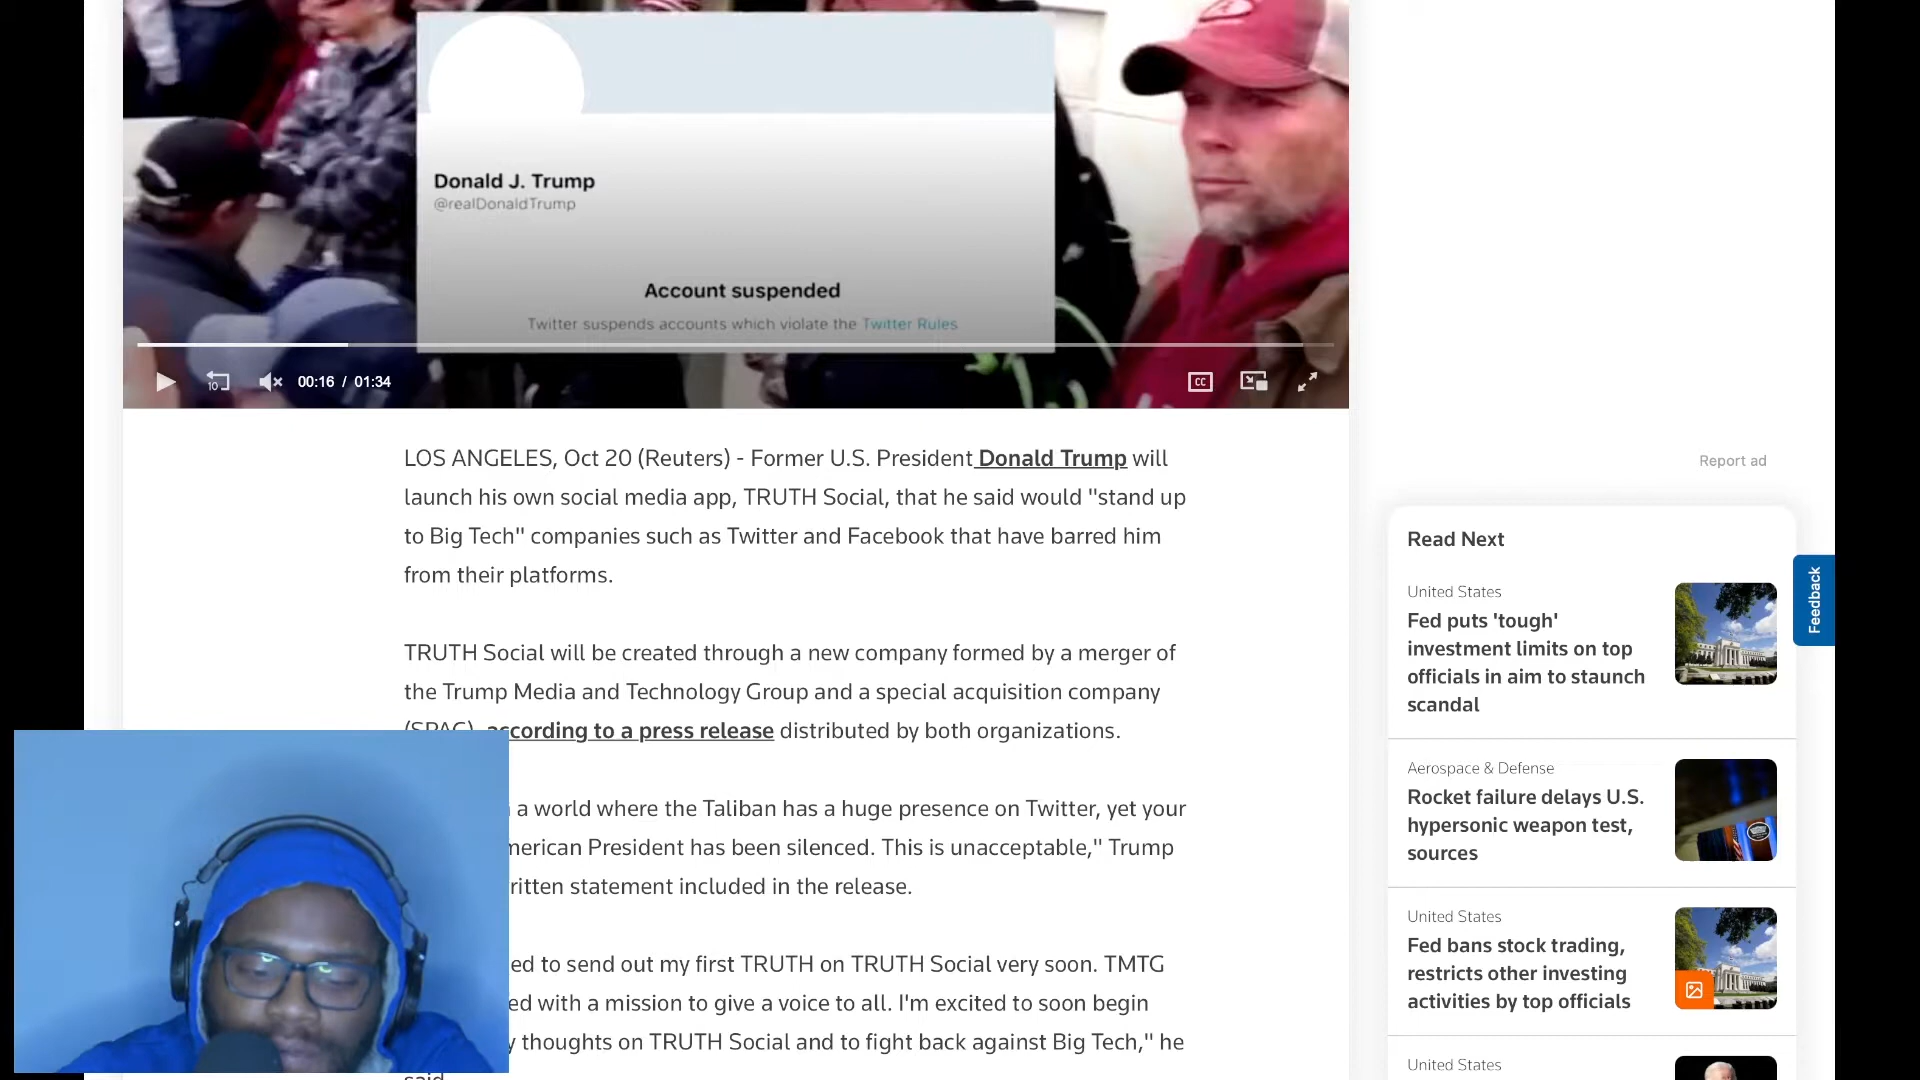 Donald J. Trump
@realDonaldTrump
Account suspended
Twitter suspends accounts which violate the Twitter Rules
10
00:16 / 01:34
CC
LOS ANGELES, Oct 20 (Reuters) - Former U.S. President Donald Trump will
launch his own social media app, TRUTH Social, that he said would "stand up
to Big Tech" companies such as Twitter and Facebook that have barred him
from their platforms.
TRUTH Social will be created through a new company formed by a merger of
the Trump Media and Technology Group and a special acquisition company
(SPAC), according to a press release distributed by both organizations.
a world where the Taliban has a huge presence on Twitter, yet your
merican President has been silenced. This is unacceptable," Trump
ritten statement included in the release.
ed to send out my first TRUTH on TRUTH Social very soon. TMTG
ed with a mission to give a voice to all. I'm excited to soon begin
y thoughts on TRUTH Social and to fight back against Big Tech," he
said.
Report ad
Read Next
United States
Fed puts 'tough'
investment limits on top
officials in aim to staunch
scandal
Aerospace & Defense
Rocket failure delays U.S.
hypersonic weapon test,
sources
United States
Fed bans stock trading,
restricts other investing
activities by top officials
United States
Feedback